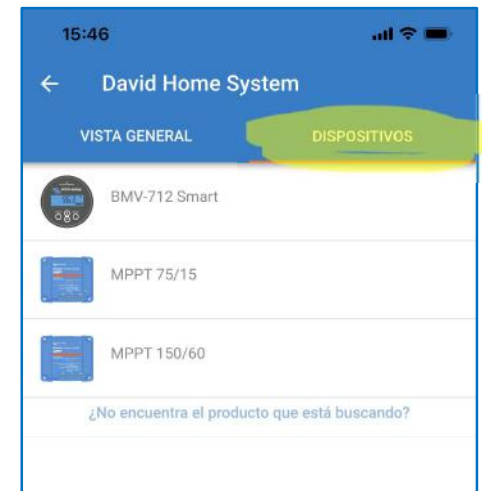 15:46
David Home System
VISTA GENERAL
DISPOSITIVOS
BMV-712 Smart
MPPT 75/15
MPPT 150/60
¿No encuentra el producto que está buscando?